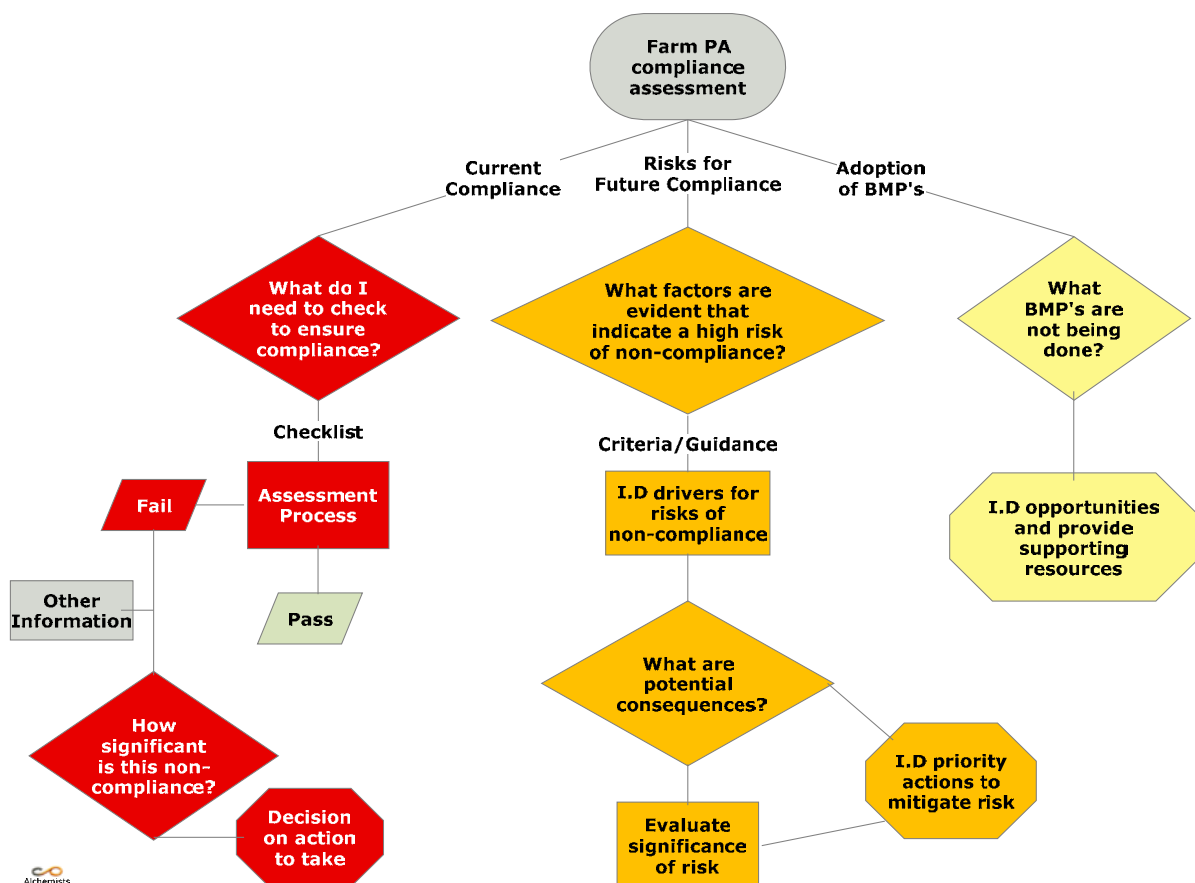 Farm PA
compliance
assessment
Current
Compliance
Risks for
Future Compliance
Adoption
of BMP's
What do I
need to check
to ensure
compliance?
What factors are
evident that
indicate a high risk
of non-compliance?
What
BMP's are
not being
done?
Checklist
Criteria/Guidance
Fail
Assessment
Process
I.D drivers for
risks of
non-compliance
I.D opportunities
and provide
supporting
resources
Other
Information
Pass
What are
potential
consequences?
How
significant
is this non-
compliance?
I.D priority
actions to
mitigate risk
Decision
on action
to take
Evaluate
significance
of risk
Alchemists